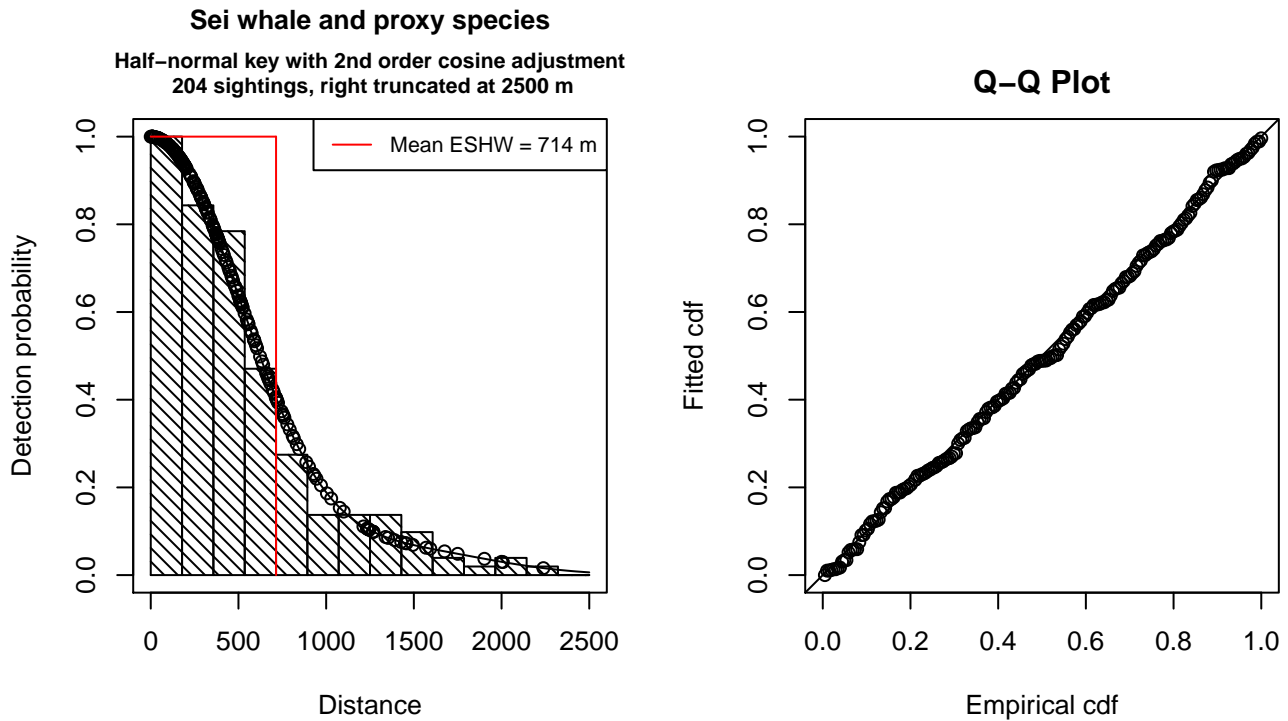 Sei whale and proxy species
Half−normal key with 2nd order cosine adjustment
204 sightings, right truncated at 2500 m
Mean ESHW = 714 m
Detection probability
1.0
0.8
0.6
0.4
0.2
0.0
0 500 1000 1500 2000 2500
Distance
Q−Q Plot
Fitted cdf
1.0
0.8
0.6
0.4
0.2
0.0
0.0 0.2 0.4 0.6 0.8 1.0
Empirical cdf